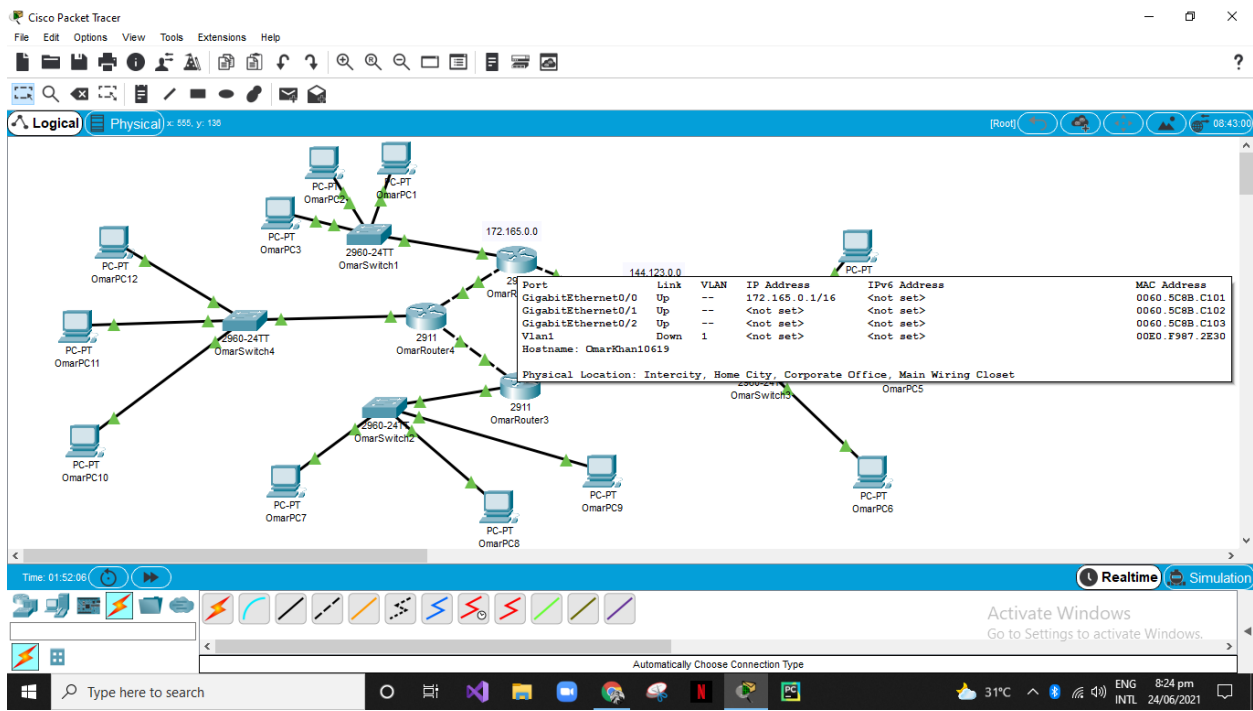 Cisco Packet Tracer
File Edit Options View Tools Extensions Help
?
Logical Physical x: 555, y: 136 [Root] 08:43:00
PC-PT
OmarPC2
PC-PT
OmarPC1
PC-PT
OmarPC3
2960-24TT
OmarSwitch1
172.165.0.0
144.123.0.0
PC-PT
PC-PT
OmarPC12
29
OmarR
Port Link VLAN IP Address IPv6 Address MAC Address
GigabitEthernet0/0 Up -- 172.165.0.1/16 <not set> 0060.5C8B.C101
GigabitEthernet0/1 Up -- <not set> <not set> 0060.5C8B.C102
GigabitEthernet0/2 Up -- <not set> <not set> 0060.5C8B.C103
Vlan1 Down 1 <not set> <not set> 00E0.F987.2E30
Hostname: OmarKhan10619
Physical Location: Intercity, Home City, Corporate Office, Main Wiring Closet
PC-PT
OmarPC11
2960-24TT
OmarSwitch4
2911
OmarRouter4
2960-24TT
OmarSwitch3
OmarPC5
2911
OmarRouter3
2960-24TT
OmarSwitch2
PC-PT
OmarPC10
PC-PT
OmarPC7
PC-PT
OmarPC8
PC-PT
OmarPC9
PC-PT
OmarPC6
Time: 01:52:06 Realtime Simulation
Activate Windows
Go to Settings to activate Windows.
Automatically Choose Connection Type
Type here to search
N
PC
31°C ENG 8:24 pm
INTL 24/06/2021